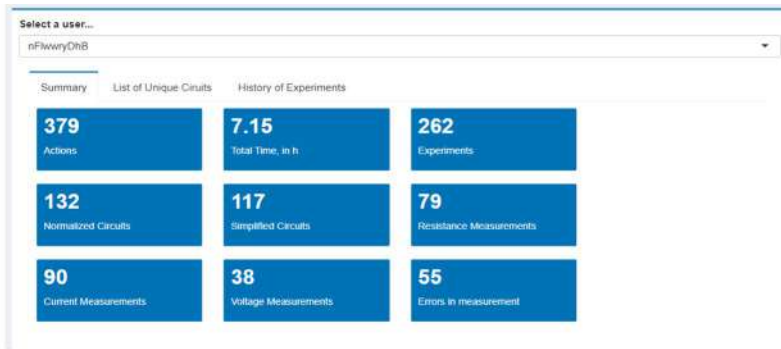 Select a user...
nFlwwryDhB
Summary List of Unique Ciruits History of Experiments
379 7.15 262
Actions Total Time, in h Experiments
132 117 79
Normalized Circuits Simplified Circuits Resistance Measurements
90 38 55
Current Measurements Voltage Measurements Errors in measurement